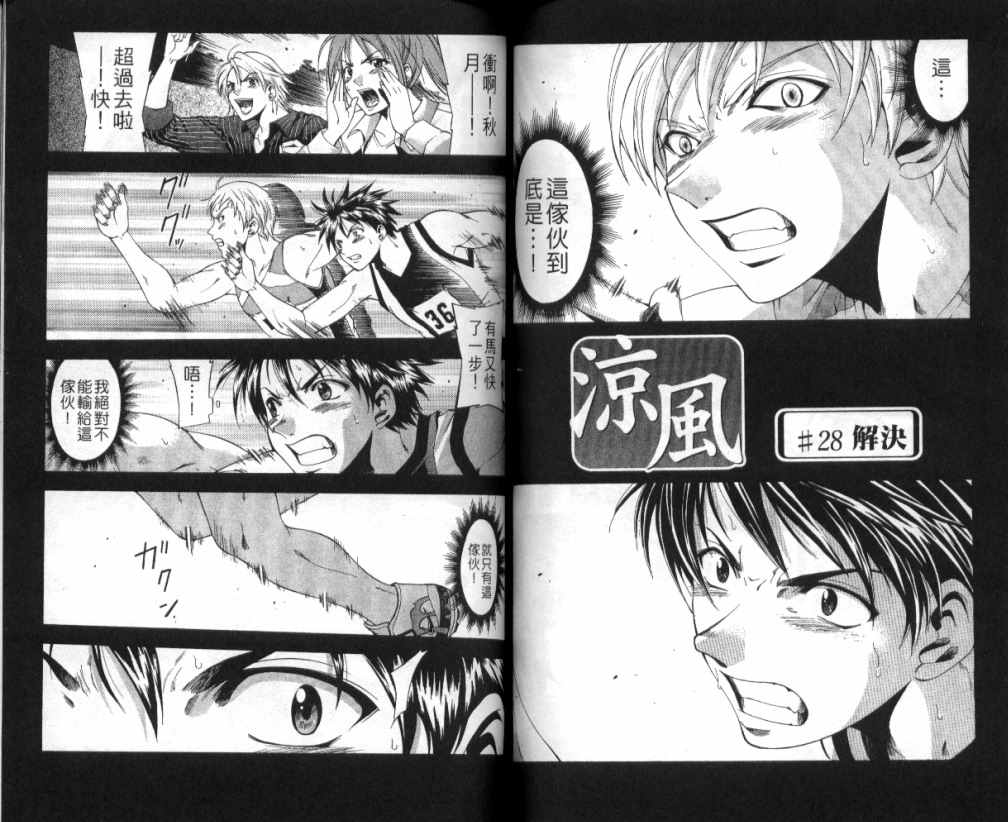 這…
這傢伙到
底是…！
涼風
#28 解決
衝啊！秋
月——！
超過去啦
——！快！
ググッ
36
有馬又快
了一步！
唔…！
我絕對不
能輸給這
傢伙！
就只有這
傢伙！
ガクン